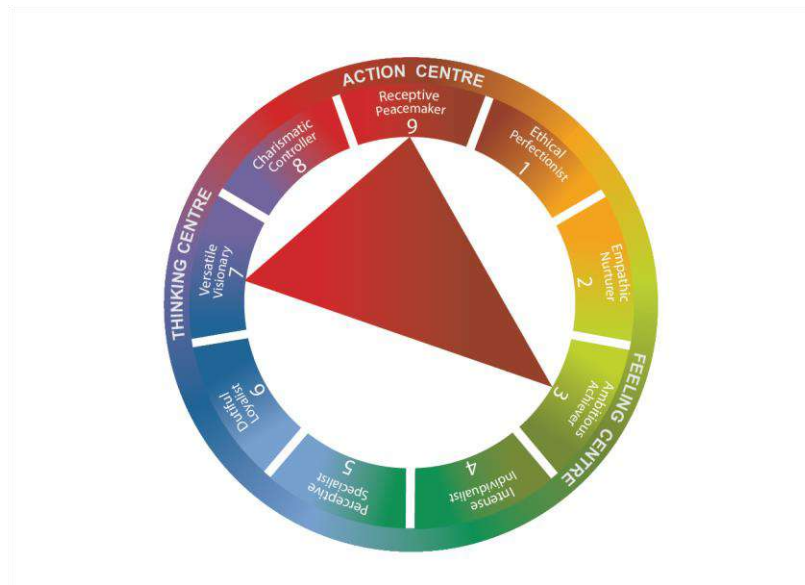 ACTION CENTRE
Receptive
Peacemaker
9
Ethical
Perfectionist
1
Empathic
Nurturer
2
FEELING CENTRE
Ambitious
Achiever
3
Intense
Individualist
4
Perceptive
Specialist
5
Dutiful
Loyalist
6
THINKING CENTRE
Versatile
Visionary
7
Charismatic
Controller
8